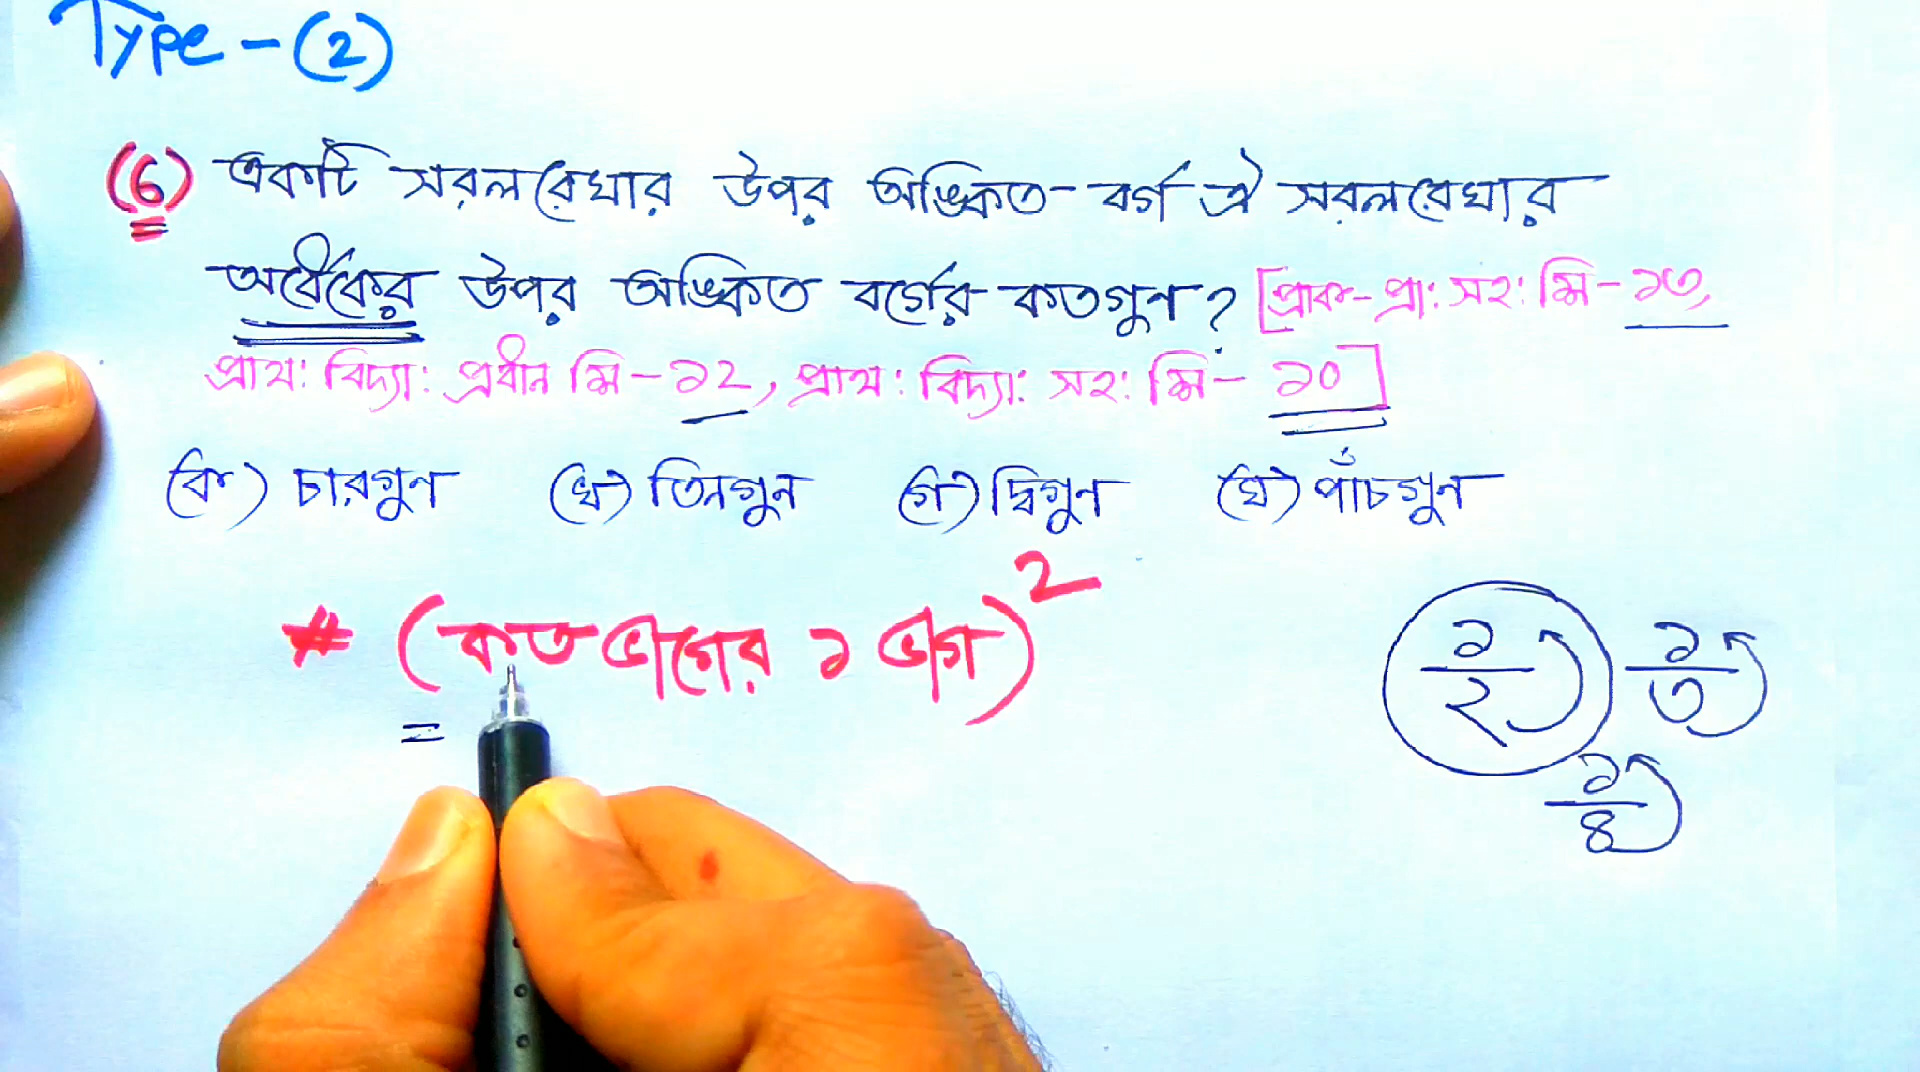 Type - (2)
(6) একটি সরলরেখার উপর অঙ্কিত বর্গ ঐ সরলরেখার
অর্ধেকের উপর অঙ্কিত বর্গের কতগুন? [প্রাক-প্রা: সহ: শি - ১৩,
প্রাথ: বিদ্যা: প্রধান শি - ১২, প্রাথ: বিদ্যা: সহ: শি - ১০]
(ক) চারগুন (খ) তিনগুন (গ) দ্বিগুন (ঘ) পাঁচগুন
* (কত ভাগের ১ ভাগ)²
=
১/২ ১/৩
১/৪